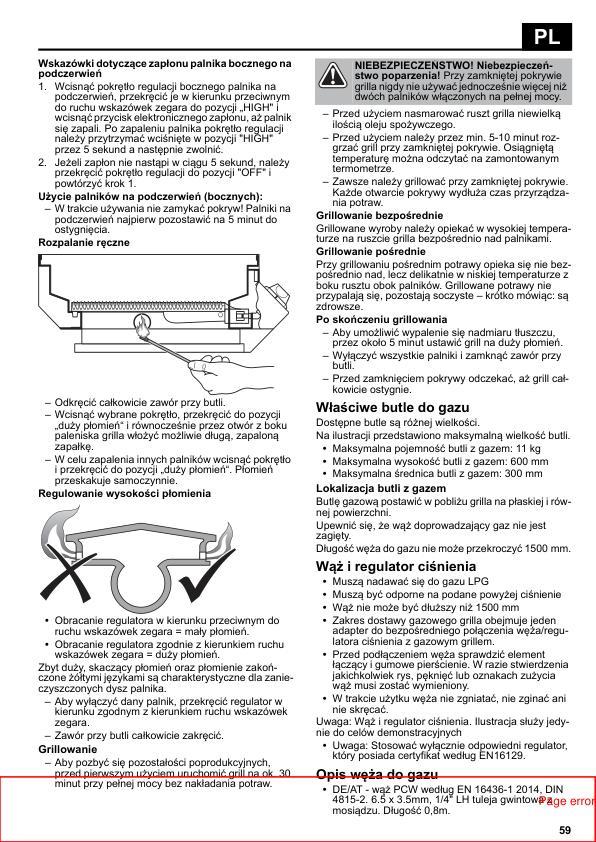 PL
Wskazówki dotyczące zapłonu palnika bocznego na
podczerwień
1. Wcisnąć pokrętło regulacji bocznego palnika na
podczerwień, przekręcić je w kierunku przeciwnym
do ruchu wskazówek zegara do pozycji „HIGH" i
wcisnąć przycisk elektronicznego zapłonu, aż palnik
się zapali. Po zapaleniu palnika pokrętło regulacji
należy przytrzymać wciśnięte w pozycji "HIGH"
przez 5 sekund a następnie zwolnić.
2. Jeżeli zapłon nie nastąpi w ciągu 5 sekund, należy
przekręcić pokrętło regulacji do pozycji "OFF" i
powtórzyć krok 1.
Użycie palników na podczerwień (bocznych):
– W trakcie używania nie zamykać pokryw! Palniki na
podczerwień najpierw pozostawić na 5 minut do
ostygnięcia.
Rozpalanie ręczne
– Odkręcić całkowicie zawór przy butli.
– Wcisnąć wybrane pokrętło, przekręcić do pozycji
„duży płomień“ i równocześnie przez otwór z boku
paleniska grilla włożyć możliwie długą, zapaloną
zapałkę.
– W celu zapalenia innych palników wcisnąć pokrętło
i przekręcić do pozycji „duży płomień“. Płomień
przeskakuje samoczynnie.
Regulowanie wysokości płomienia
• Obracanie regulatora w kierunku przeciwnym do
ruchu wskazówek zegara = mały płomień.
• Obracanie regulatora zgodnie z kierunkiem ruchu
wskazówek zegara = duży płomień.
Zbyt duży, skaczący płomień oraz płomienie zakoń-
czone żółtymi językami są charakterystyczne dla zanie-
czyszczonych dysz palnika.
– Aby wyłączyć dany palnik, przekręcić regulator w
kierunku zgodnym z kierunkiem ruchu wskazówek
zegara.
– Zawór przy butli całkowicie zakręcić.
Grillowanie
– Aby pozbyć się pozostałości poprodukcyjnych,
przed pierwszym użyciem uruchomić grill na ok. 30
minut przy pełnej mocy bez nakładania potraw.
NIEBEZPIECZEŃSTWO! Niebezpieczeń-
stwo poparzenia! Przy zamkniętej pokrywie
grilla nigdy nie używać jednocześnie więcej niż
dwóch palników włączonych na pełnej mocy.
– Przed użyciem nasmarować ruszt grilla niewielką
ilością oleju spożywczego.
– Przed użyciem należy przez min. 5-10 minut roz-
grzać grill przy zamkniętej pokrywie. Osiągniętą
temperaturę można odczytać na zamontowanym
termometrze.
– Zawsze należy grillować przy zamkniętej pokrywie.
Każde otwarcie pokrywy wydłuża czas przyrządza-
nia potraw.
Grillowanie bezpośrednie
Grillowane wyroby należy opiekać w wysokiej tempera-
turze na ruszcie grilla bezpośrednio nad palnikami.
Grillowanie pośrednie
Przy grillowaniu pośrednim potrawy opieka się nie bez-
pośrednio nad, lecz delikatnie w niskiej temperaturze z
boku rusztu obok palników. Grillowane potrawy nie
przypalają się, pozostają soczyste – krótko mówiąc: są
zdrowsze.
Po skończeniu grillowania
– Aby umożliwić wypalenie się nadmiaru tłuszczu,
przez około 5 minut ustawić grill na duży płomień.
– Wyłączyć wszystkie palniki i zamknąć zawór przy
butli.
– Przed zamknięciem pokrywy odczekać, aż grill cał-
kowicie ostygnie.
Właściwe butle do gazu
Dostępne butle są różnej wielkości.
Na ilustracji przedstawiono maksymalną wielkość butli.
• Maksymalna pojemność butli z gazem: 11 kg
• Maksymalna wysokość butli z gazem: 600 mm
• Maksymalna średnica butli z gazem: 300 mm
Lokalizacja butli z gazem
Butlę gazową postawić w pobliżu grilla na płaskiej i rów-
nej powierzchni.
Upewnić się, że wąż doprowadzający gaz nie jest
zagięty.
Długość węża do gazu nie może przekroczyć 1500 mm.
Wąż i regulator ciśnienia
• Muszą nadawać się do gazu LPG
• Muszą być odporne na podane powyżej ciśnienie
• Wąż nie może być dłuższy niż 1500 mm
• Zakres dostawy gazowego grilla obejmuje jeden
adapter do bezpośredniego połączenia węża/regu-
latora ciśnienia z gazowym grillem.
• Przed podłączeniem węża sprawdzić element
łączący i gumowe pierścienie. W razie stwierdzenia
jakichkolwiek rys, pęknięć lub oznakach zużycia
wąż musi zostać wymieniony.
• W trakcie użytku węża nie zgniatać, nie zginać ani
nie skręcać.
Uwaga: Wąż i regulator ciśnienia. Ilustracja służy jedy-
nie do celów demonstracyjnych
• Uwaga: Stosować wyłącznie odpowiedni regulator,
który posiada certyfikat według EN16129.
Opis węża do gazu
• DE/AT - wąż PCW według EN 16436-1 2014, DIN
4815-2. 6.5 x 3.5mm, 1/4" LH tuleja gwintowa z
mosiądzu. Długość 0,8m.
Page error
59